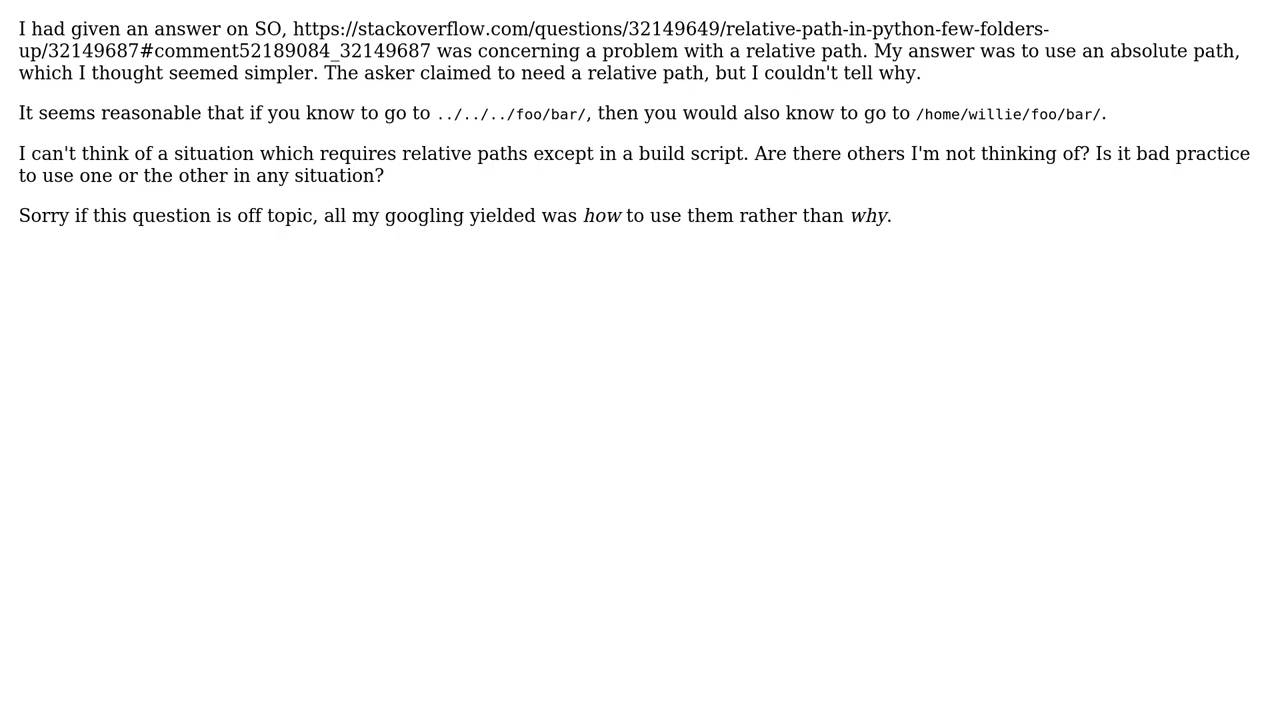 I had given an answer on SO, https://stackoverflow.com/questions/32149649/relative-path-in-python-few-folders-
up/32149687#comment52189084_32149687 was concerning a problem with a relative path. My answer was to use an absolute path,
which I thought seemed simpler. The asker claimed to need a relative path, but I couldn't tell why.
It seems reasonable that if you know to go to ../../../foo/bar/, then you would also know to go to /home/willie/foo/bar/.
I can't think of a situation which requires relative paths except in a build script. Are there others I'm not thinking of? Is it bad practice
to use one or the other in any situation?
Sorry if this question is off topic, all my googling yielded was how to use them rather than why.